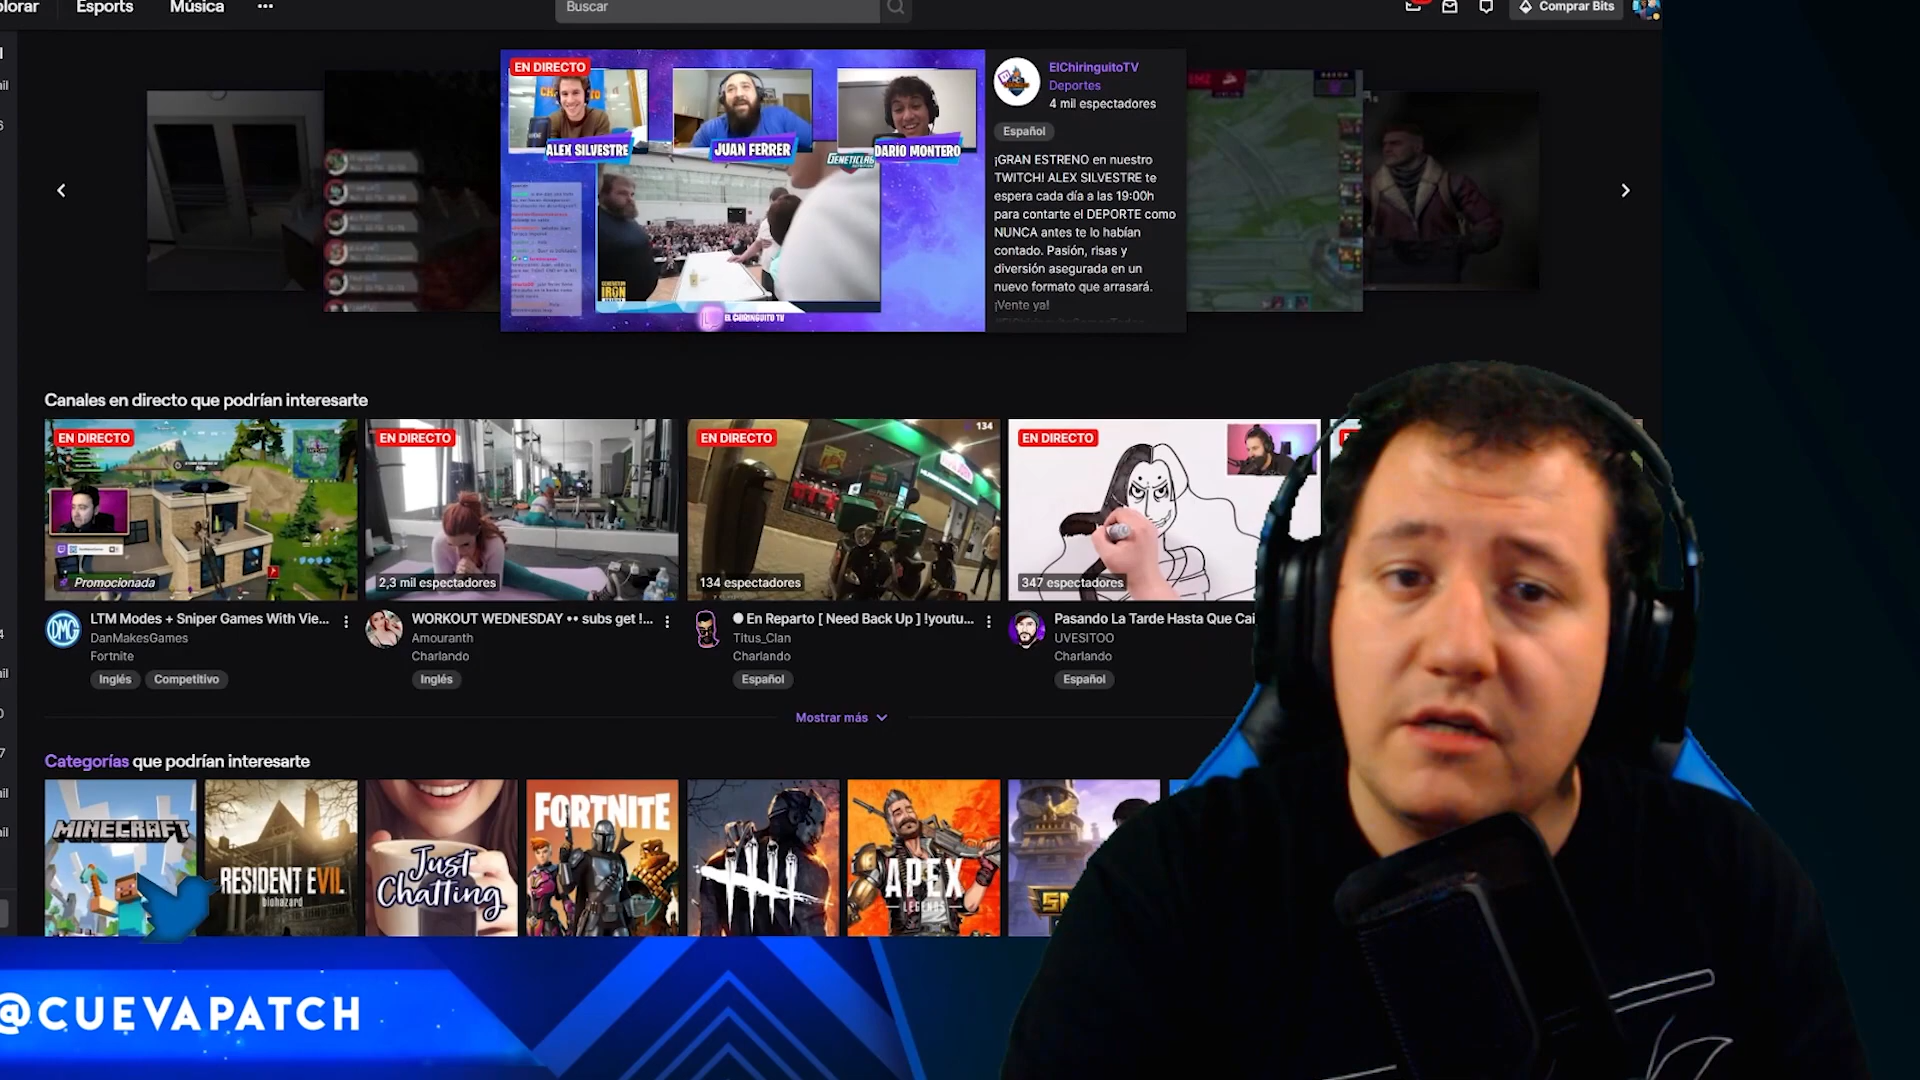 plorar Esports Música ...
Buscar
Comprar Bits
EN DIRECTO
ALEX SILVESTRE
JUAN FERRER
DARIO MONTERO
EL CHIRINGUITO TV
ElChiringuitoTV
Deportes
4 mil espectadores
Español
¡GRAN ESTRENO en nuestro
TWITCH! ALEX SILVESTRE te
espera cada día a las 19:00h
para contarte el DEPORTE como
NUNCA antes te lo habían
contado. Pasión, risas y
diversión asegurada en un
nuevo formato que arrasará.
¡Vente ya!
Canales en directo que podrían interesarte
EN DIRECTO
Promocionada
LTM Modes + Sniper Games With Vie...
DanMakesGames
Fortnite
Inglés Competitivo
EN DIRECTO
2,3 mil espectadores
WORKOUT WEDNESDAY •• subs get !...
Amouranth
Charlando
Inglés
EN DIRECTO
134
134 espectadores
En Reparto [ Need Back Up ] !youtu...
TItus_Clan
Charlando
Español
EN DIRECTO
347 espectadores
Pasando La Tarde Hasta Que Cai
UVESITOO
Charlando
Español
Mostrar más
Categorías que podrían interesarte
MINECRAFT
RESIDENT EVIL
biohazard
Just
Chatting
FORTNITE
APEX
LEGENDS
@CUEVAPATCH